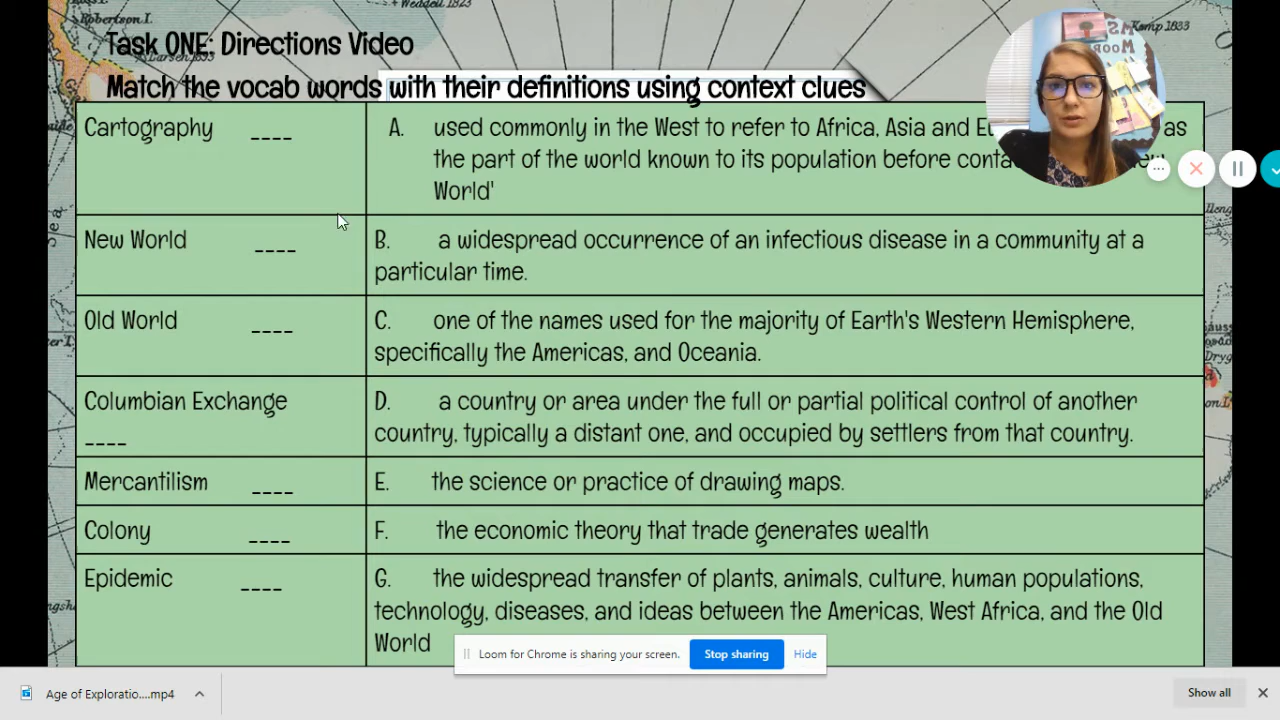 + Weddell 1823
Robertson I.
Kemp 1833
Task ONE: Directions Video
Larsen 1893
Match the vocab words with their definitions using context clues
Cartography ____
A. used commonly in the West to refer to Africa, Asia and as
the part of the world known to its population before
World'
Sea
New World ____
B. a widespread occurrence of an infectious disease in a community at a
particular time.
Old World ____
C. one of the names used for the majority of Earth's Western Hemisphere,
specifically the Americas, and Oceania.
Columbian Exchange
____
D. a country or area under the full or partial political control of another
country, typically a distant one, and occupied by settlers from that country.
Mercantilism ____
E. the science or practice of drawing maps.
Colony ____
F. the economic theory that trade generates wealth
Epidemic ____
G. the widespread transfer of plants, animals, culture, human populations,
technology, diseases, and ideas between the Americas, West Africa, and the Old
World
Loom for Chrome is sharing your screen.
Stop sharing
Hide
Age of Exploratio....mp4
Show all